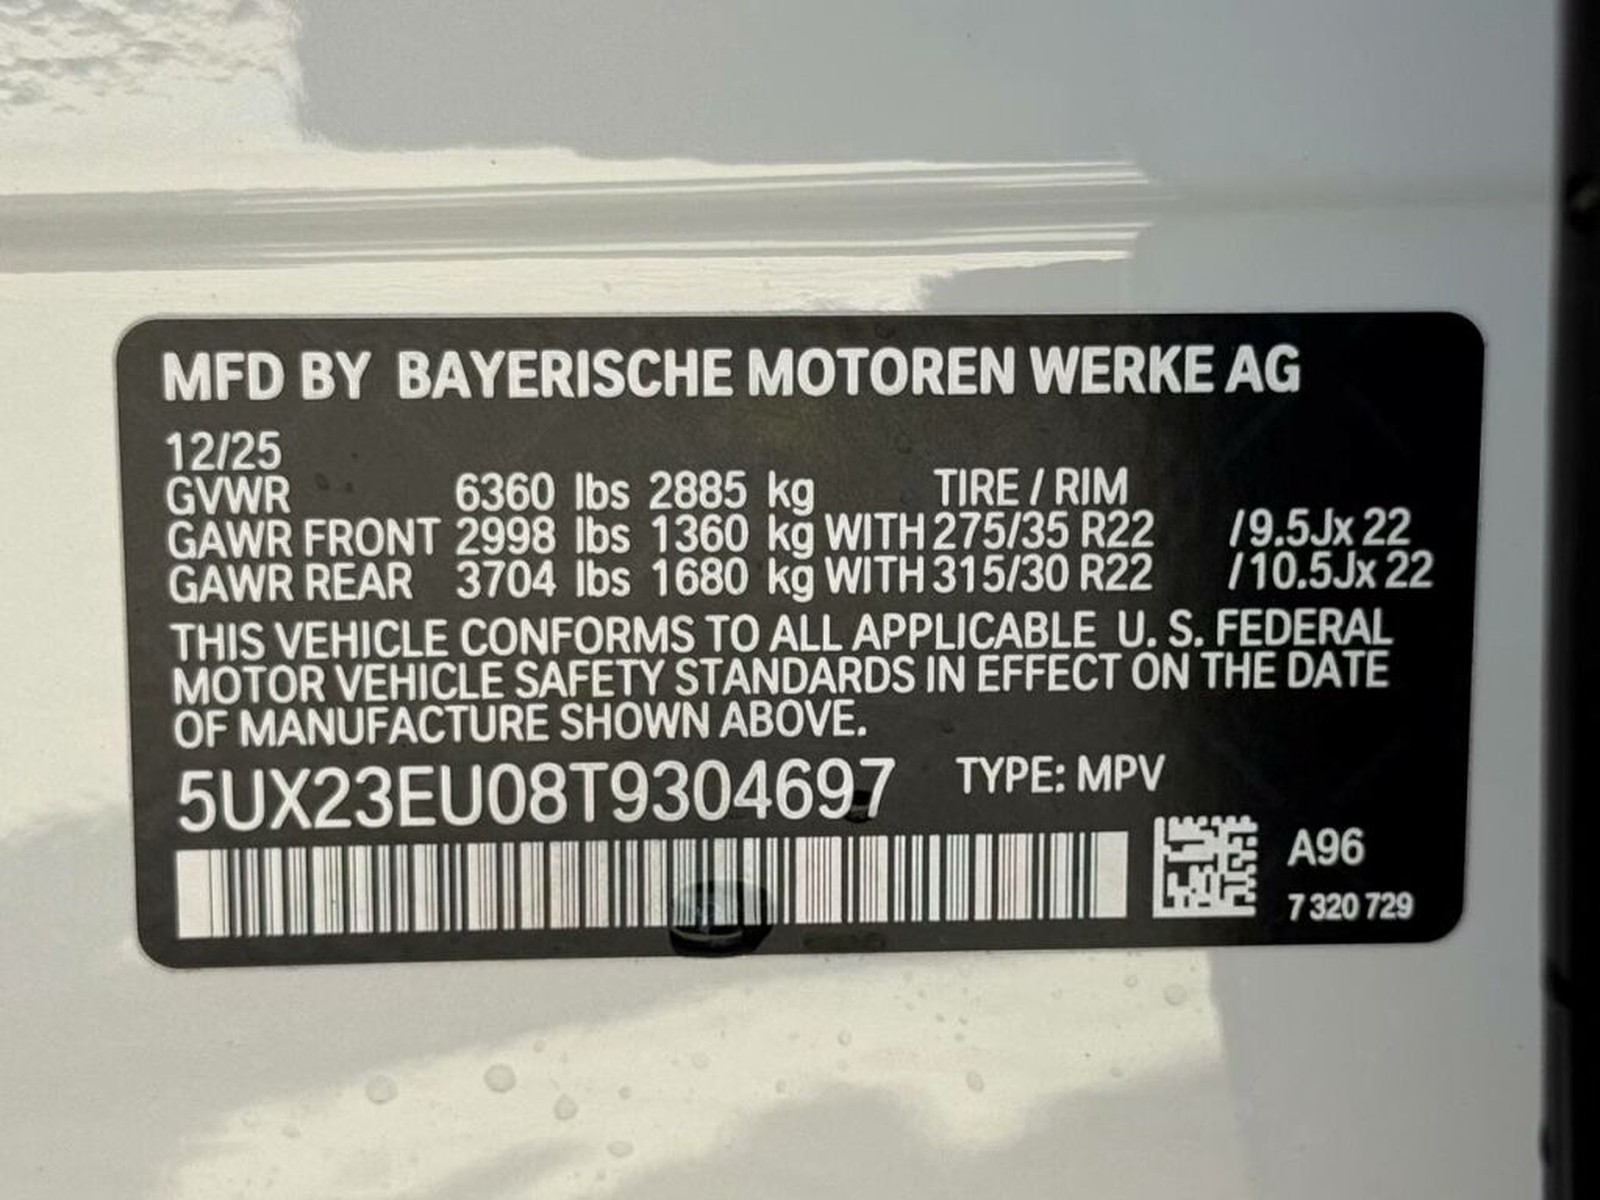 MFD BY BAYERISCHE MOTOREN WERKE AG
12/25
GVWR 6360 lbs 2885 kg TIRE / RIM
GAWR FRONT 2998 lbs 1360 kg WITH 275/35 R22 /9.5Jx 22
GAWR REAR 3704 lbs 1680 kg WITH 315/30 R22 /10.5Jx 22
THIS VEHICLE CONFORMS TO ALL APPLICABLE U. S. FEDERAL
MOTOR VEHICLE SAFETY STANDARDS IN EFFECT ON THE DATE
OF MANUFACTURE SHOWN ABOVE.
5UX23EU08T9304697 TYPE: MPV
A96
7 320 729